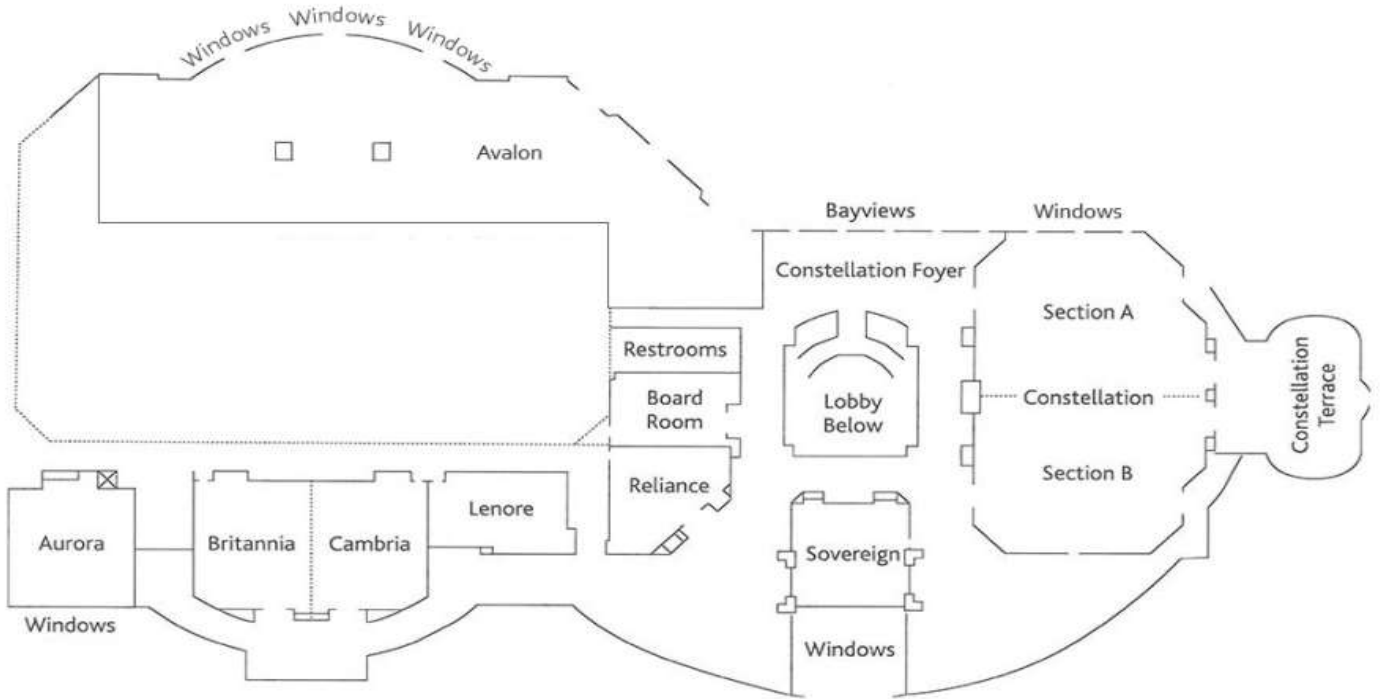 Windows
Windows
Windows
Avalon
Bayviews
Windows
Constellation Foyer
Section A
Restrooms
Board
Room
Lobby
Below
Constellation
Constellation
Terrace
Section B
Reliance
Lenore
Aurora
Britannia
Cambria
Sovereign
Windows
Windows